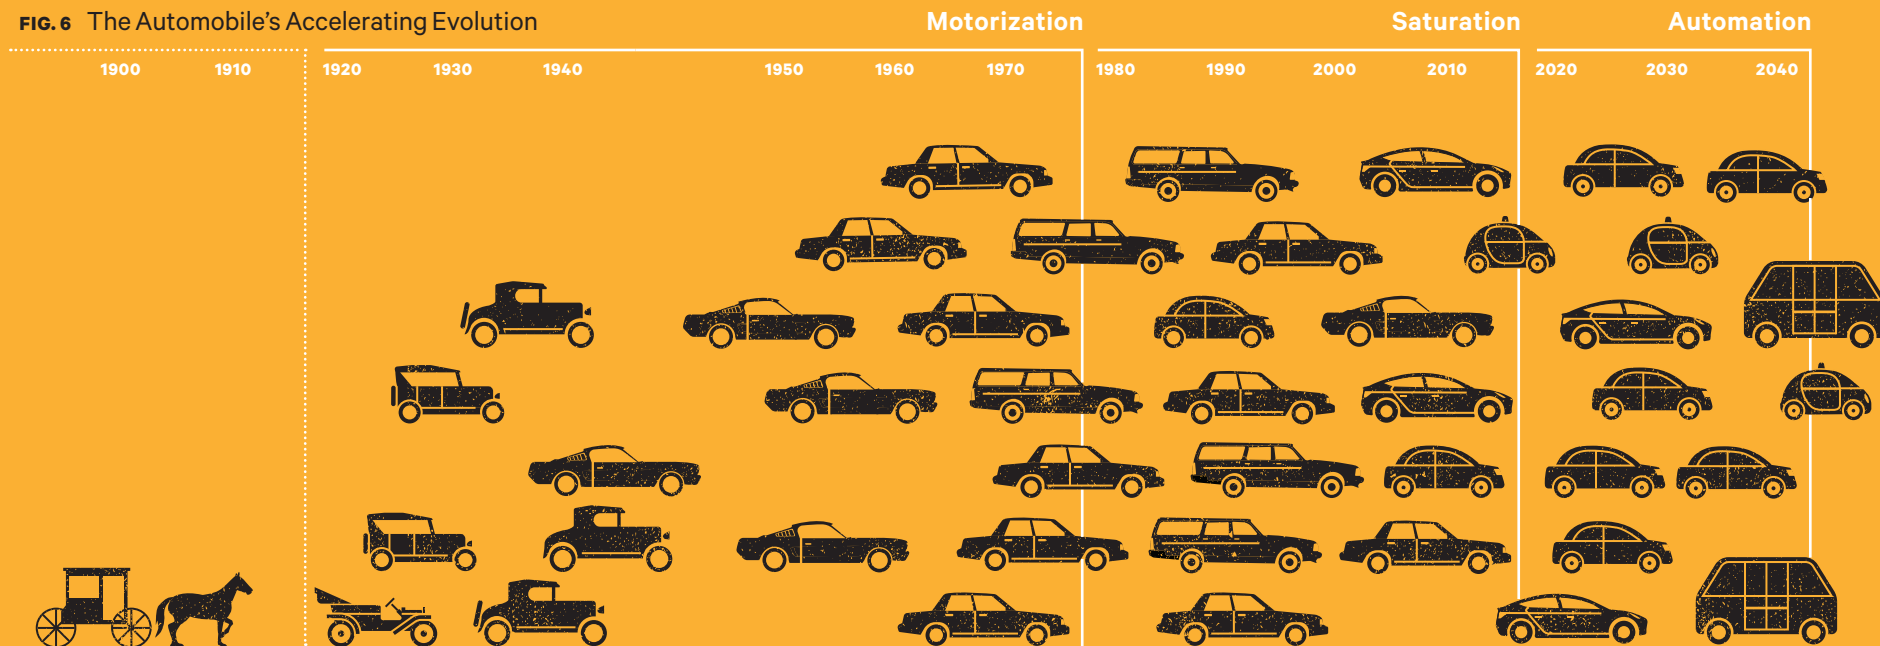 FIG. 6 The Automobile’s Accelerating Evolution
Motorization
Saturation
Automation
1900 1910 1920 1930 1940 1950 1960 1970 1980 1990 2000 2010 2020 2030 2040